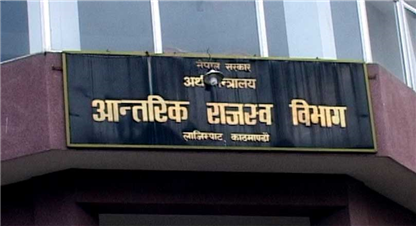 नेपाल सरकार
अर्थ मन्त्रालय
आन्तरिक राजस्व विभाग
लाजिम्पाट, काठमाण्डौ